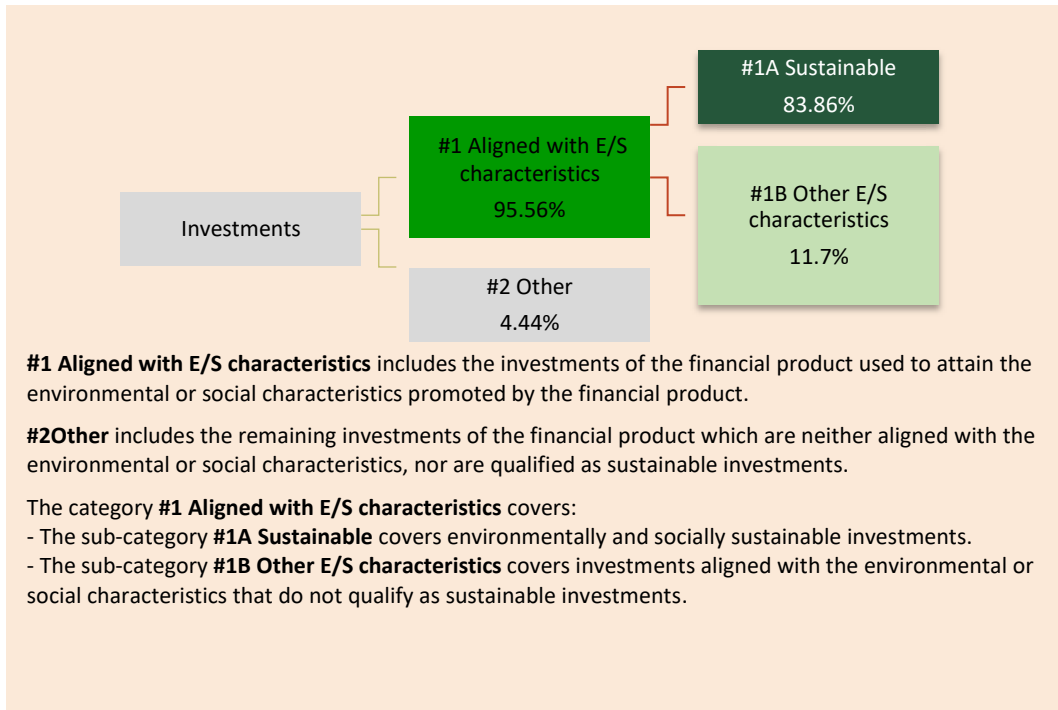 #1A Sustainable
83.86%
#1 Aligned with E/S
characteristics
95.56%
#1B Other E/S
characteristics
11.7%
Investments
#2 Other
4.44%
#1 Aligned with E/S characteristics includes the investments of the financial product used to attain the
environmental or social characteristics promoted by the financial product.
#2Other includes the remaining investments of the financial product which are neither aligned with the
environmental or social characteristics, nor are qualified as sustainable investments.
The category #1 Aligned with E/S characteristics covers:
- The sub-category #1A Sustainable covers environmentally and socially sustainable investments.
- The sub-category #1B Other E/S characteristics covers investments aligned with the environmental or
social characteristics that do not qualify as sustainable investments.